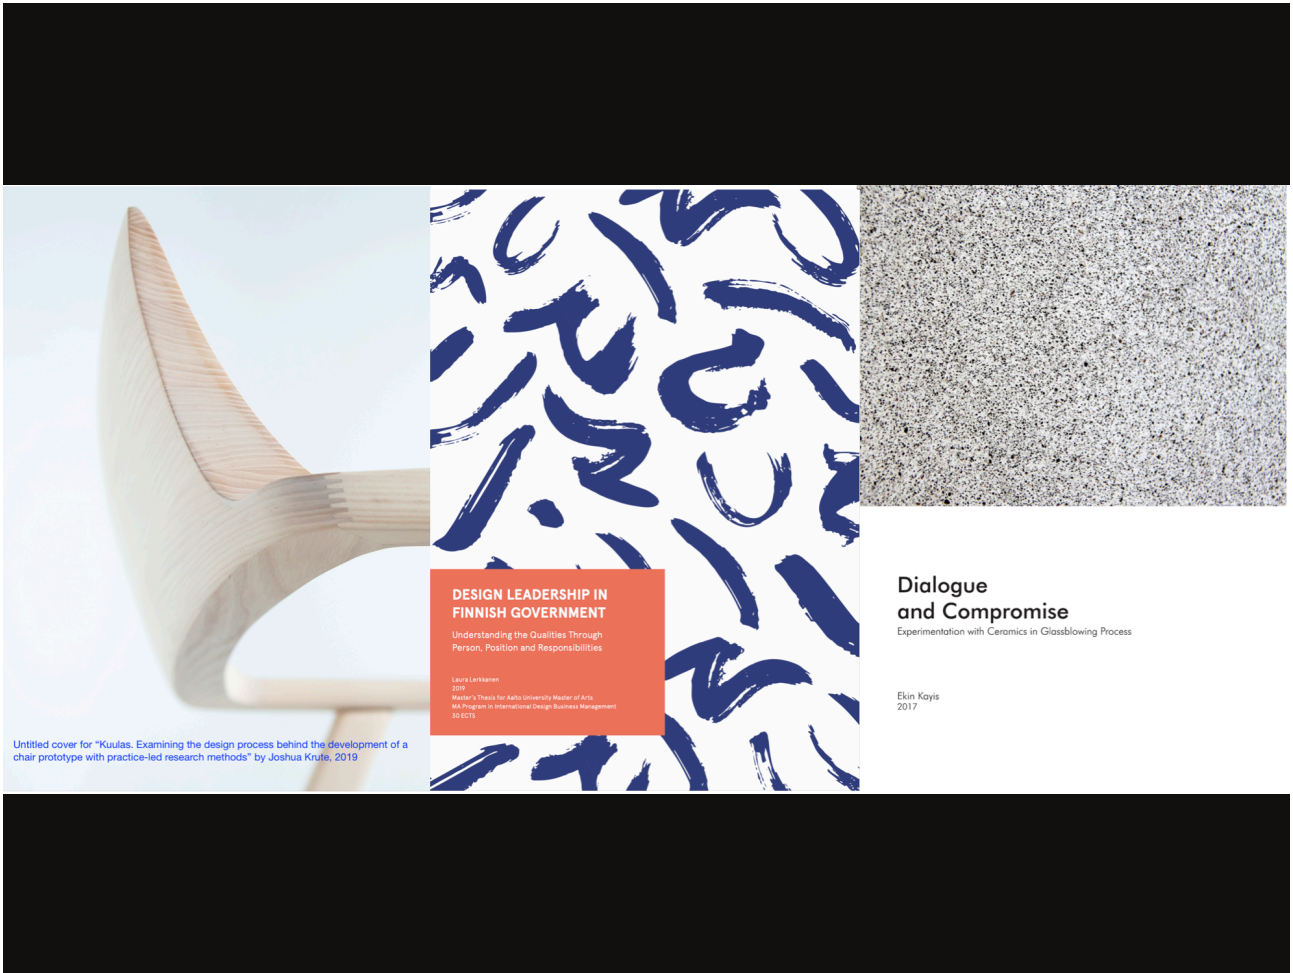 Untitled cover for “Kuulas. Examining the design process behind the development of a
chair prototype with practice-led research methods” by Joshua Krute, 2019
DESIGN LEADERSHIP IN
FINNISH GOVERNMENT
Understanding the Qualities Through
Person, Position and Responsibilities
Laura Lerkkanen
2019
Master's Thesis for Aalto University Master of Arts
MA Program in International Design Business Management
30 ECTS
Dialogue
and Compromise
Experimentation with Ceramics in Glassblowing Process
Ekin Kayis
2017